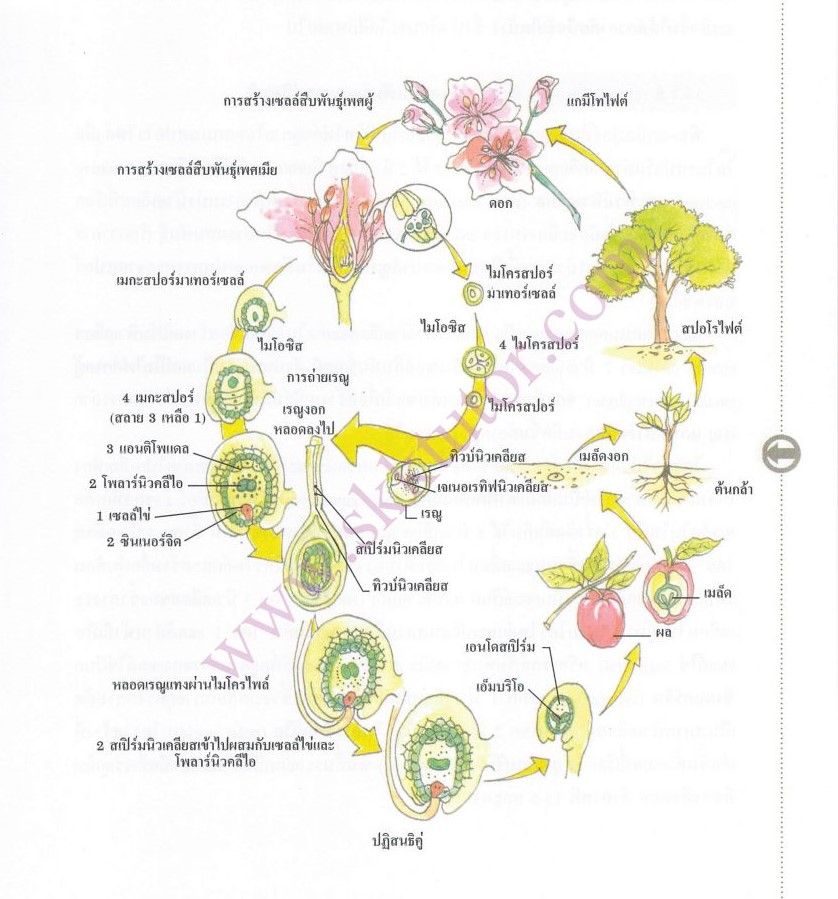 การสร้างเซลล์สืบพันธุ์เพศผู้
แกมีโทไฟต์
การสร้างเซลล์สืบพันธุ์เพศเมีย
ดอก
เมกะสปอร์มาเทอร์เซลล์
ไมโครสปอร์
ม่าเทอร์เซลล์
ไมโอซิส
สปอโรไฟต์
ไมโอซิส
4 ไมโครสปอร์
การถ่ายเรณู
4 เมกะสปอร์
(สลาย 3 เหลือ 1)
เรณูงอก
หลอดลงไป
ไมโครสปอร์
3 แอนติโพแดล
ทิวบ์นิวเคลียส
เมล็ดงอก
2 โพลาร์นิวคลีไอ
เจเนอเรทิฟนิวเคลียส
ต้นกล้า
1 เซลล์ไข่
เรณู
2 ซินเนอร์จิด
สเปิร์มนิวเคลียส
ทิวบ์นิวเคลียส
เมล็ด
ผล
เอนโดสเปิร์ม
หลอดเรณูแทงผ่านไมโครไพล์
เอ็มบริโอ
2 สเปิร์มนิวเคลียสเข้าไปผสมกับเซลล์ไข่และ
โพลาร์นิวคลีไอ
ปฏิสนธิคู่